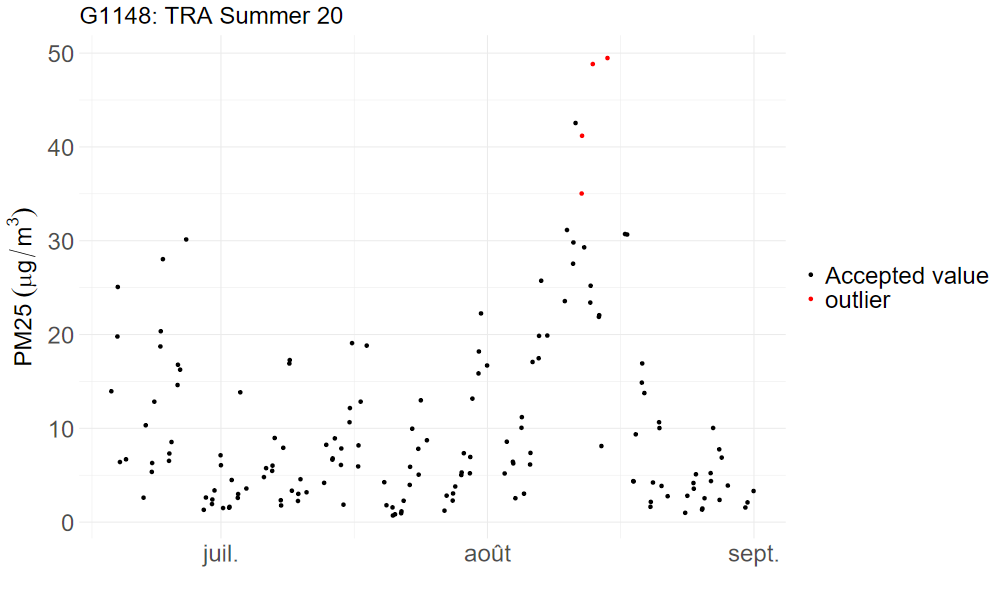 G1148: TRA Summer 20
PM25 (μg/m³)
50
40
30
20
10
0
juil.
août
sept.
Accepted value
outlier